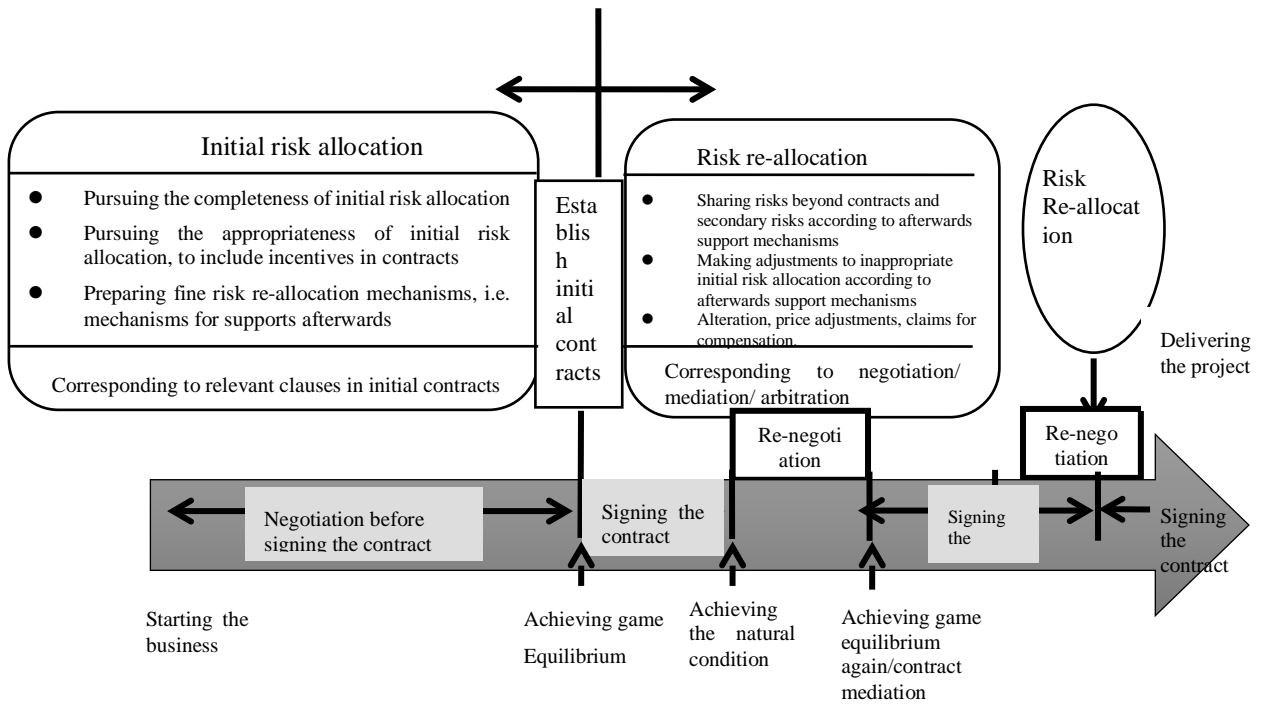 Initial risk allocation
● Pursuing the completeness of initial risk allocation
● Pursuing the appropriateness of initial risk
allocation, to include incentives in contracts
● Preparing fine risk re-allocation mechanisms, i.e.
mechanisms for supports afterwards
Corresponding to relevant clauses in initial contracts
Esta
blis
h
initi
al
cont
racts
Risk re-allocation
● Sharing risks beyond contracts and
secondary risks according to afterwards
support mechanisms
● Making adjustments to inappropriate
initial risk allocation according to
afterwards support mechanisms
● Alteration, price adjustments, claims for
compensation.
Corresponding to negotiation/
mediation/ arbitration
Risk
Re-allocat
ion
Delivering
the project
Re-negoti
ation
Re-nego
tiation
Negotiation before
signing the contract
Signing the
contract
Signing
the
Signing
the
contract
Starting the
business
Achieving game
Equilibrium
Achieving
the natural
condition
Achieving game
equilibrium
again/contract
mediation